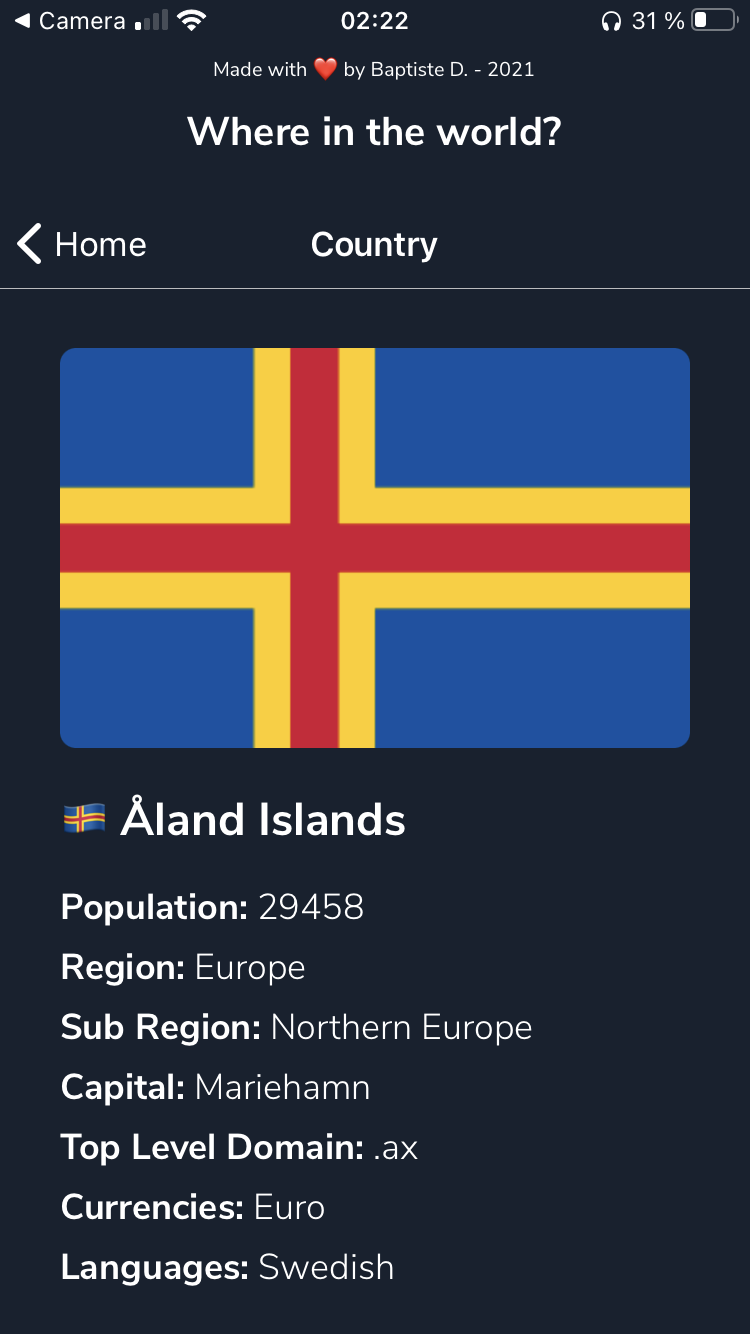 ◀ Camera 02:22 31 %
Made with ❤️ by Baptiste D. - 2021
Where in the world?
Home Country
🇦🇽 Åland Islands
Population: 29458
Region: Europe
Sub Region: Northern Europe
Capital: Mariehamn
Top Level Domain: .ax
Currencies: Euro
Languages: Swedish